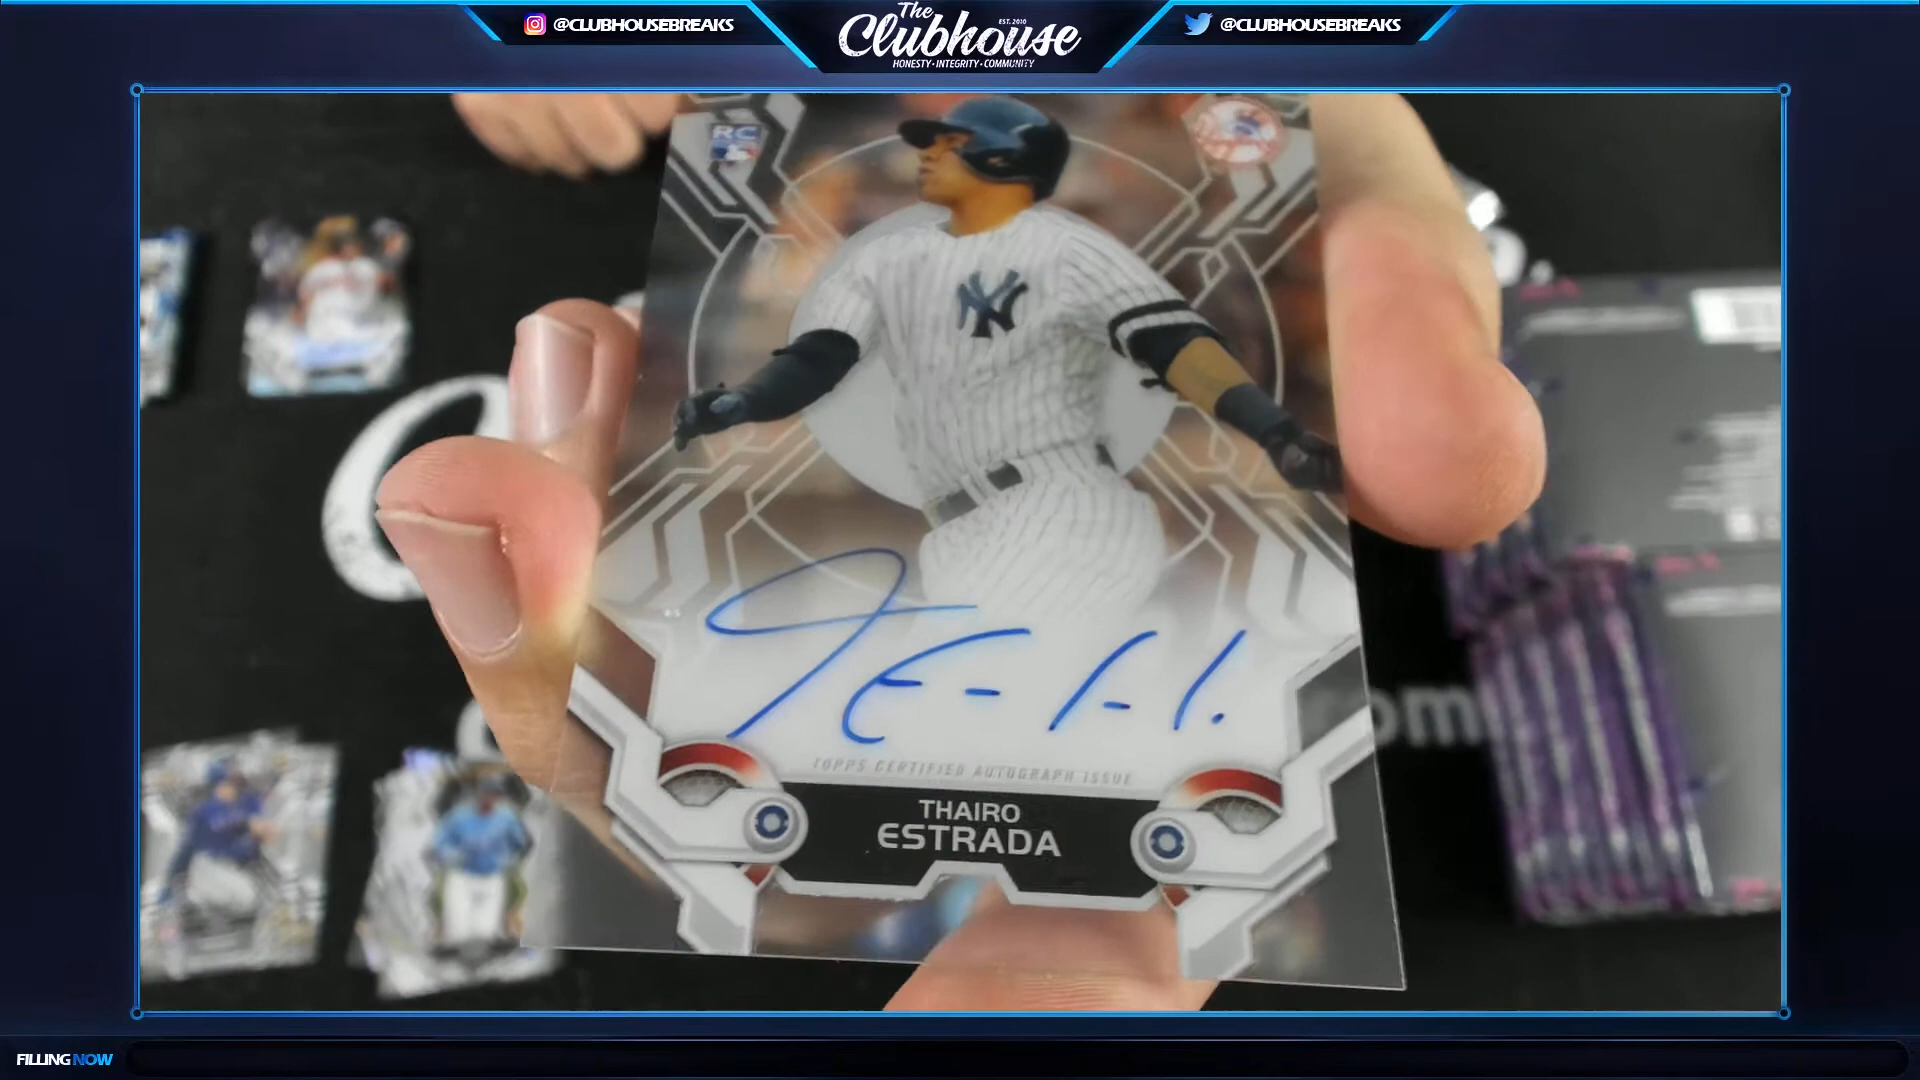 @CLUBHOUSEBREAKS
The
Clubhouse
EST. 2010
HONESTY • INTEGRITY • COMMUNITY
@CLUBHOUSEBREAKS
RC
NY
TOPPS CERTIFIED AUTOGRAPH ISSUE
THAIRO
ESTRADA
FILLING NOW